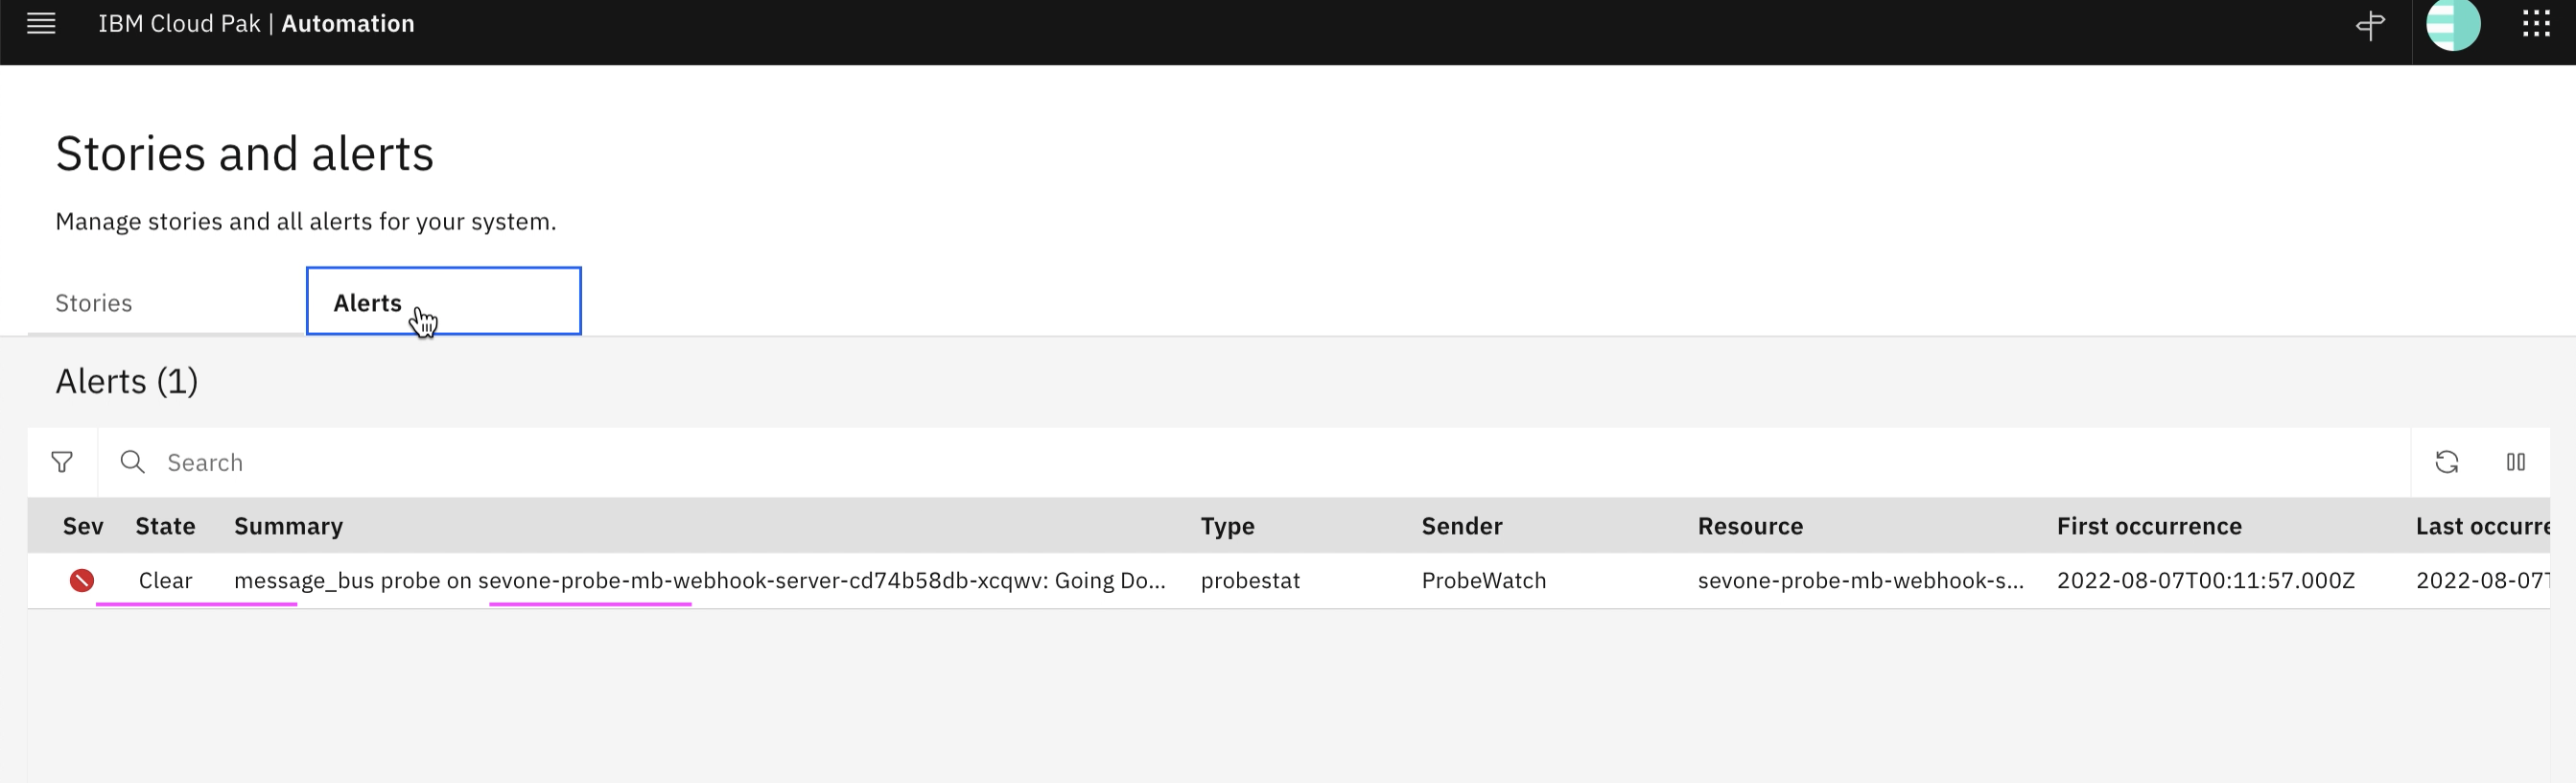 IBM Cloud Pak | Automation
Stories and alerts
Manage stories and all alerts for your system.
Stories Alerts
Alerts (1)
Search
Sev State Summary Type Sender Resource First occurrence Last occurre
Clear message_bus probe on sevone-probe-mb-webhook-server-cd74b58db-xcqwv: Going Do... probestat ProbeWatch sevone-probe-mb-webhook-s... 2022-08-07T00:11:57.000Z 2022-08-07T